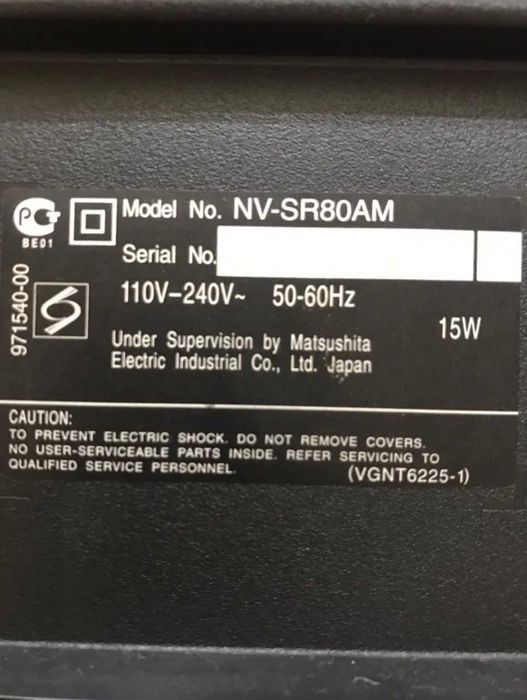 Model No. NV-SR80AM
BE01
Serial No.
110V–240V~ 50-60Hz
15W
971540-00
Under Supervision by Matsushita
Electric Industrial Co., Ltd. Japan
CAUTION:
TO PREVENT ELECTRIC SHOCK. DO NOT REMOVE COVERS.
NO USER-SERVICEABLE PARTS INSIDE. REFER SERVICING TO
QUALIFIED SERVICE PERSONNEL.
(VGNT6225-1)